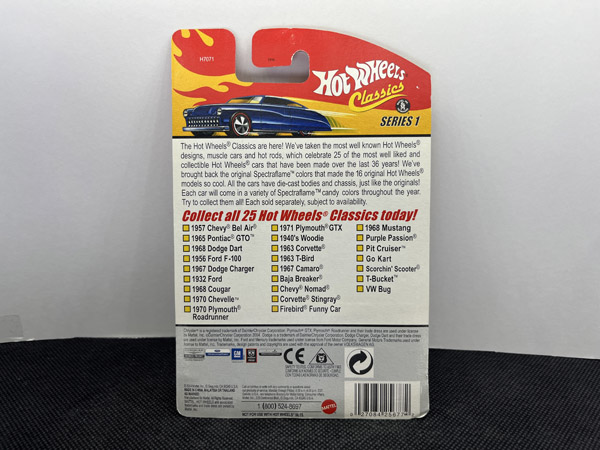 H7071
Hot Wheels
Classics
SERIES 1
The Hot Wheels® Classics are here! We've taken the most well known Hot Wheels®
designs, muscle cars and hot rods, which celebrate 25 of the most well liked and
collectible Hot Wheels® cars that have been made over the last 36 years! We've
brought back the original Spectraflame™ colors that made the 16 original Hot Wheels®
models so cool. All the cars have die-cast bodies and chassis, just like the originals!
Each car will come in a variety of Spectraflame™ candy colors throughout the year.
Try to collect them all! Each sold separately, subject to availability.
Collect all 25 Hot Wheels® Classics today!
1957 Chevy® Bel Air®
1965 Pontiac® GTO™
1968 Dodge Dart
1956 Ford F-100
1967 Dodge Charger
1932 Ford
1968 Cougar
1970 Chevelle™
1970 Plymouth®
Roadrunner
1971 Plymouth® GTX
1940's Woodie
1963 Corvette®
1963 T-Bird
1967 Camaro®
Baja Breaker®
Chevy® Nomad®
Corvette® Stingray®
Firebird® Funny Car
1968 Mustang
Purple Passion®
Pit Cruiser™
Go Kart
Scorchin' Scooter®
T-Bucket™
VW Bug
GM
CE
1 (800) 524-8697
MATTEL
27084 25677